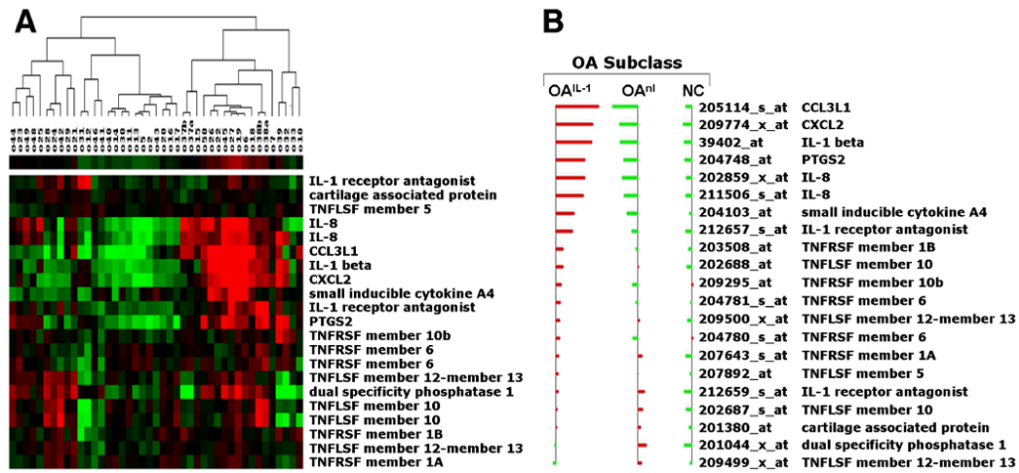 A
B
OA Subclass
OA^IL-1 OA^nl NC
IL-1 receptor antagonist
cartilage associated protein
TNFLSF member 5
IL-8
IL-8
CCL3L1
IL-1 beta
CXCL2
small inducible cytokine A4
IL-1 receptor antagonist
PTGS2
TNFRSF member 10b
TNFRSF member 6
TNFRSF member 6
TNFLSF member 12-member 13
dual specificity phosphatase 1
TNFLSF member 10
TNFLSF member 10
TNFRSF member 1B
TNFLSF member 12-member 13
TNFRSF member 1A
205114_s_at CCL3L1
209774_x_at CXCL2
39402_at IL-1 beta
204748_at PTGS2
202859_x_at IL-8
211506_s_at IL-8
204103_at small inducible cytokine A4
212657_s_at IL-1 receptor antagonist
203508_at TNFRSF member 1B
202688_at TNFLSF member 10
209295_at TNFRSF member 10b
204781_s_at TNFRSF member 6
209500_x_at TNFLSF member 12-member 13
204780_s_at TNFRSF member 6
207643_s_at TNFRSF member 1A
207892_at TNFLSF member 5
212659_s_at IL-1 receptor antagonist
202687_s_at TNFLSF member 10
201380_at cartilage associated protein
201044_x_at dual specificity phosphatase 1
209499_x_at TNFLSF member 12-member 13